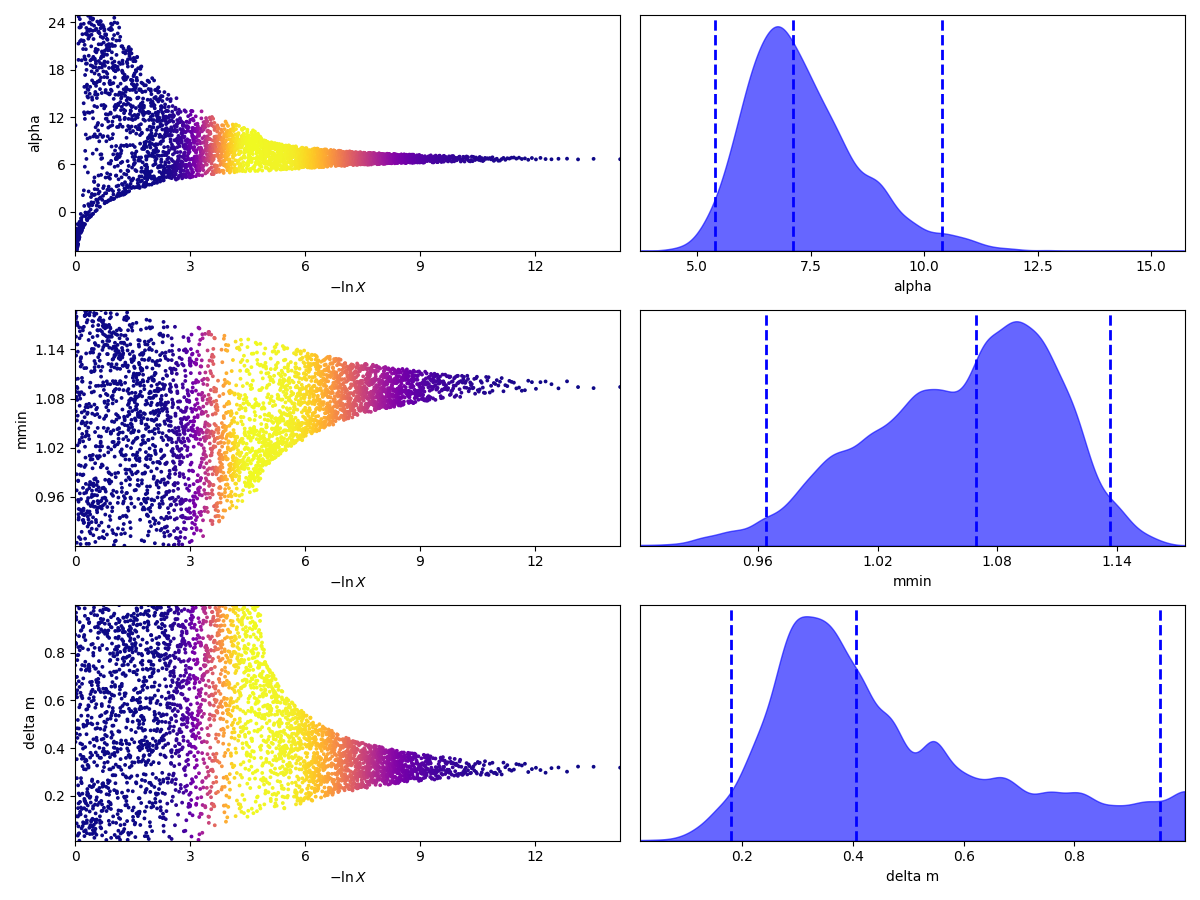 24
18
12
6
0
alpha
0 3 6 9 12
−ln X
5.0 7.5 10.0 12.5 15.0
alpha
1.14
1.08
1.02
0.96
mmin
0 3 6 9 12
−ln X
0.96 1.02 1.08 1.14
mmin
0.8
0.6
0.4
0.2
delta m
0 3 6 9 12
−ln X
0.2 0.4 0.6 0.8
delta m